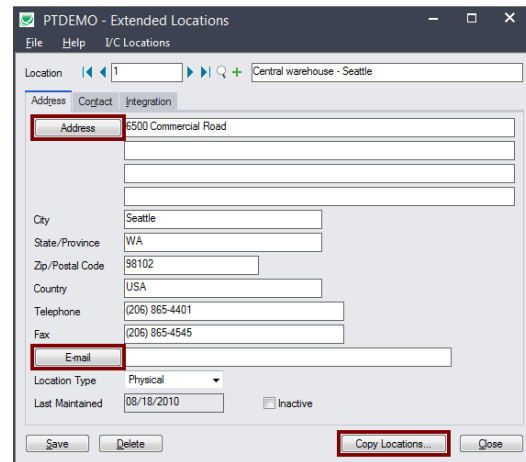 PTDEMO - Extended Locations
File Help I/C Locations
Location 1 Central warehouse - Seattle
Address Contact Integration
Address 6500 Commercial Road
City Seattle
State/Province WA
Zip/Postal Code 98102
Country USA
Telephone (206) 865-4401
Fax (206) 865-4545
E-mail
Location Type Physical
Last Maintained 08/18/2010 Inactive
Save Delete Copy Locations... Close